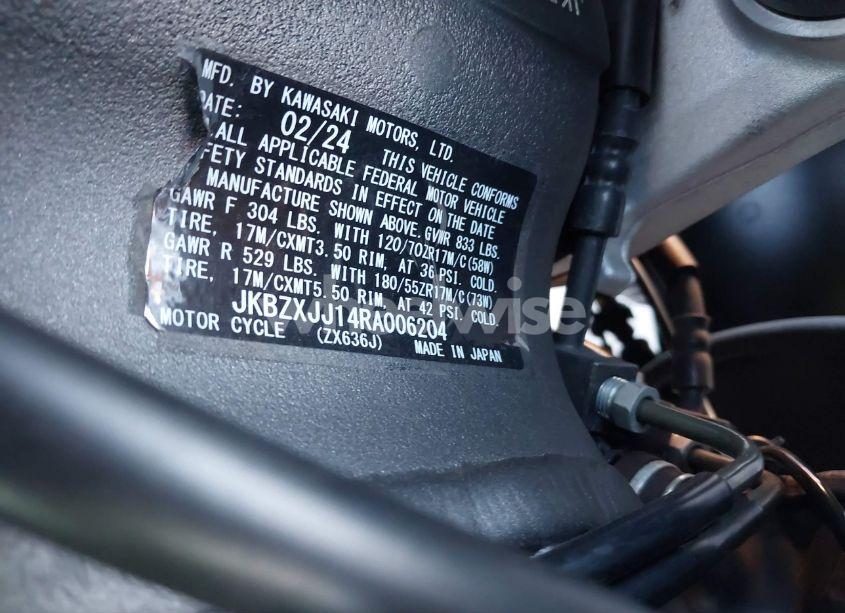 MFD. BY KAWASAKI MOTORS, LTD.
DATE: 02/24 THIS VEHICLE CONFORMS
ALL APPLICABLE FEDERAL MOTOR VEHICLE
FETY STANDARDS IN EFFECT ON THE DATE
MANUFACTURE SHOWN ABOVE. GVWR 833 LBS.
GAWR F 304 LBS. WITH 120/70ZR17M/C(58W)
TIRE, 17M/CXMT3.50 RIM, AT 36 PSI. COLD.
GAWR R 529 LBS. WITH 180/55ZR17M/C(73W)
TIRE, 17M/CXMT5.50 RIM, AT 42 PSI. COLD.
JKBZXJJ14RA006204
MOTOR CYCLE (ZX636J) MADE IN JAPAN